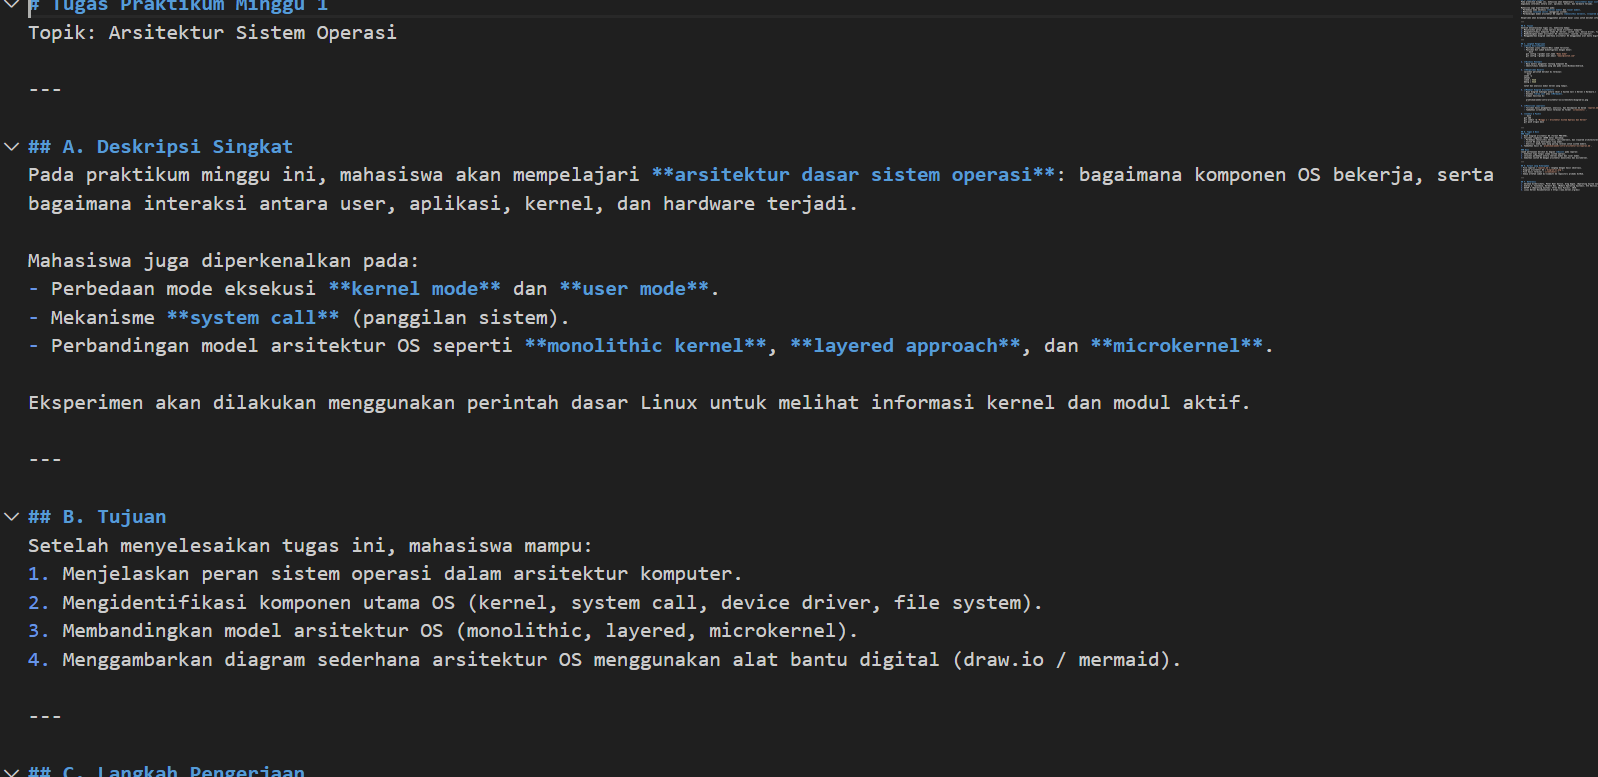 # Tugas Praktikum Minggu 1
Topik: Arsitektur Sistem Operasi
---
## A. Deskripsi Singkat
Pada praktikum minggu ini, mahasiswa akan mempelajari **arsitektur dasar sistem operasi**: bagaimana komponen OS bekerja, serta
bagaimana interaksi antara user, aplikasi, kernel, dan hardware terjadi.
Mahasiswa juga diperkenalkan pada:
- Perbedaan mode eksekusi **kernel mode** dan **user mode**.
- Mekanisme **system call** (panggilan sistem).
- Perbandingan model arsitektur OS seperti **monolithic kernel**, **layered approach**, dan **microkernel**.
Eksperimen akan dilakukan menggunakan perintah dasar Linux untuk melihat informasi kernel dan modul aktif.
---
## B. Tujuan
Setelah menyelesaikan tugas ini, mahasiswa mampu:
1. Menjelaskan peran sistem operasi dalam arsitektur komputer.
2. Mengidentifikasi komponen utama OS (kernel, system call, device driver, file system).
3. Membandingkan model arsitektur OS (monolithic, layered, microkernel).
4. Menggambarkan diagram sederhana arsitektur OS menggunakan alat bantu digital (draw.io / mermaid).
---
## C. Langkah Pengerjaan